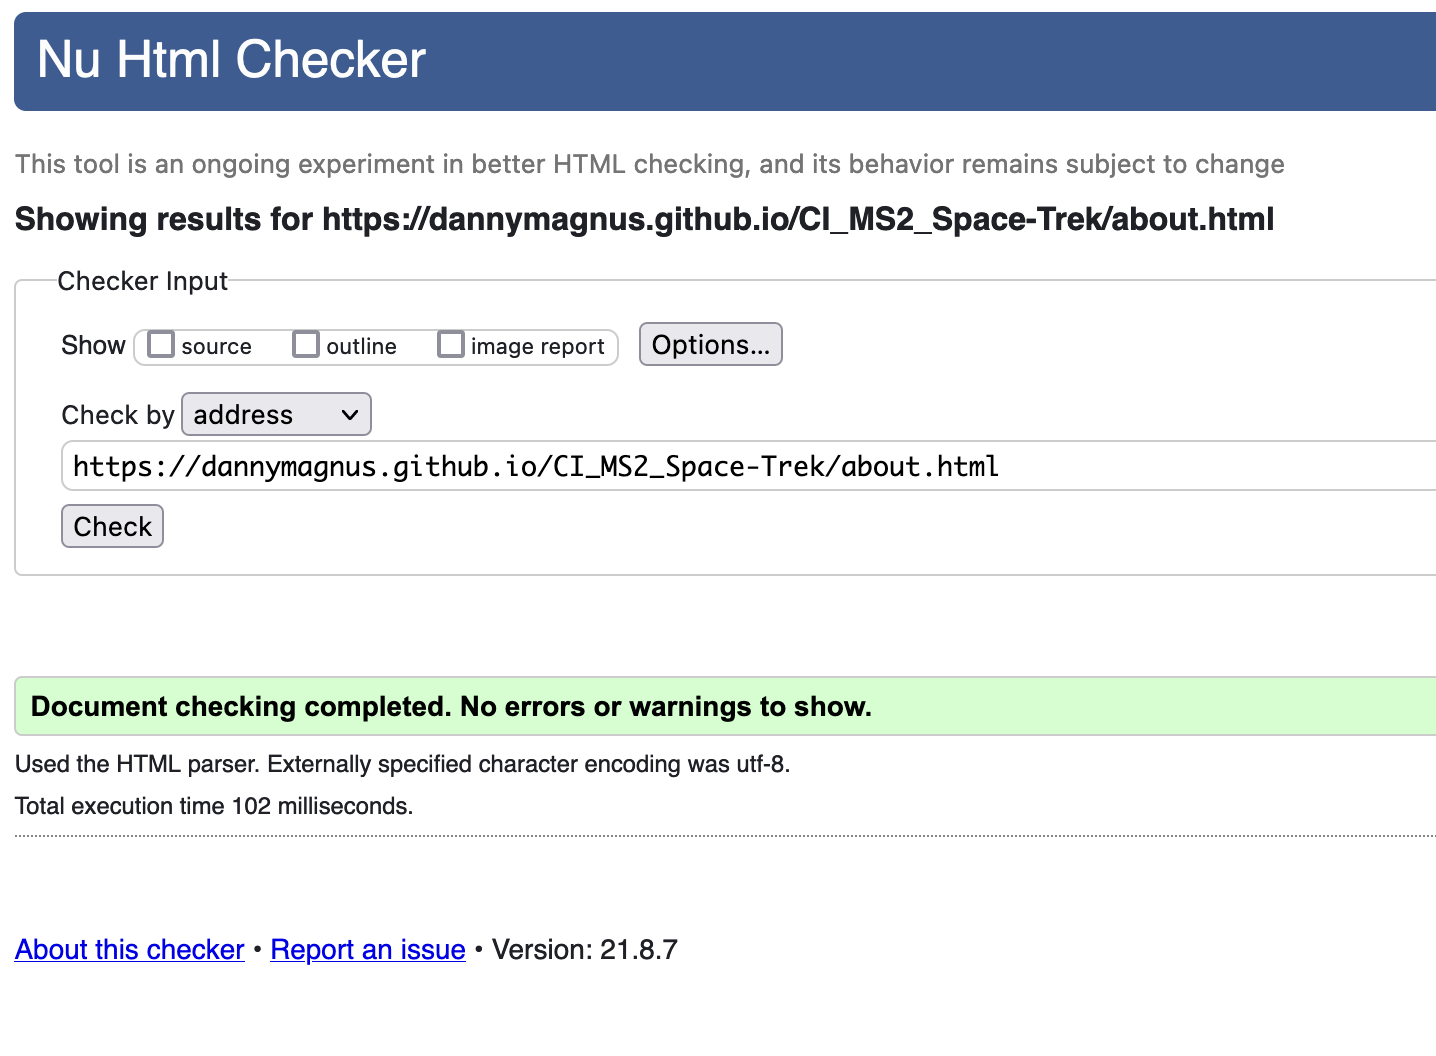 Nu Html Checker
This tool is an ongoing experiment in better HTML checking, and its behavior remains subject to change
Showing results for https://dannymagnus.github.io/CI_MS2_Space-Trek/about.html
Checker Input
Show source outline image report Options...
Check by address
https://dannymagnus.github.io/CI_MS2_Space-Trek/about.html
Check
Document checking completed. No errors or warnings to show.
Used the HTML parser. Externally specified character encoding was utf-8.
Total execution time 102 milliseconds.
About this checker • Report an issue • Version: 21.8.7